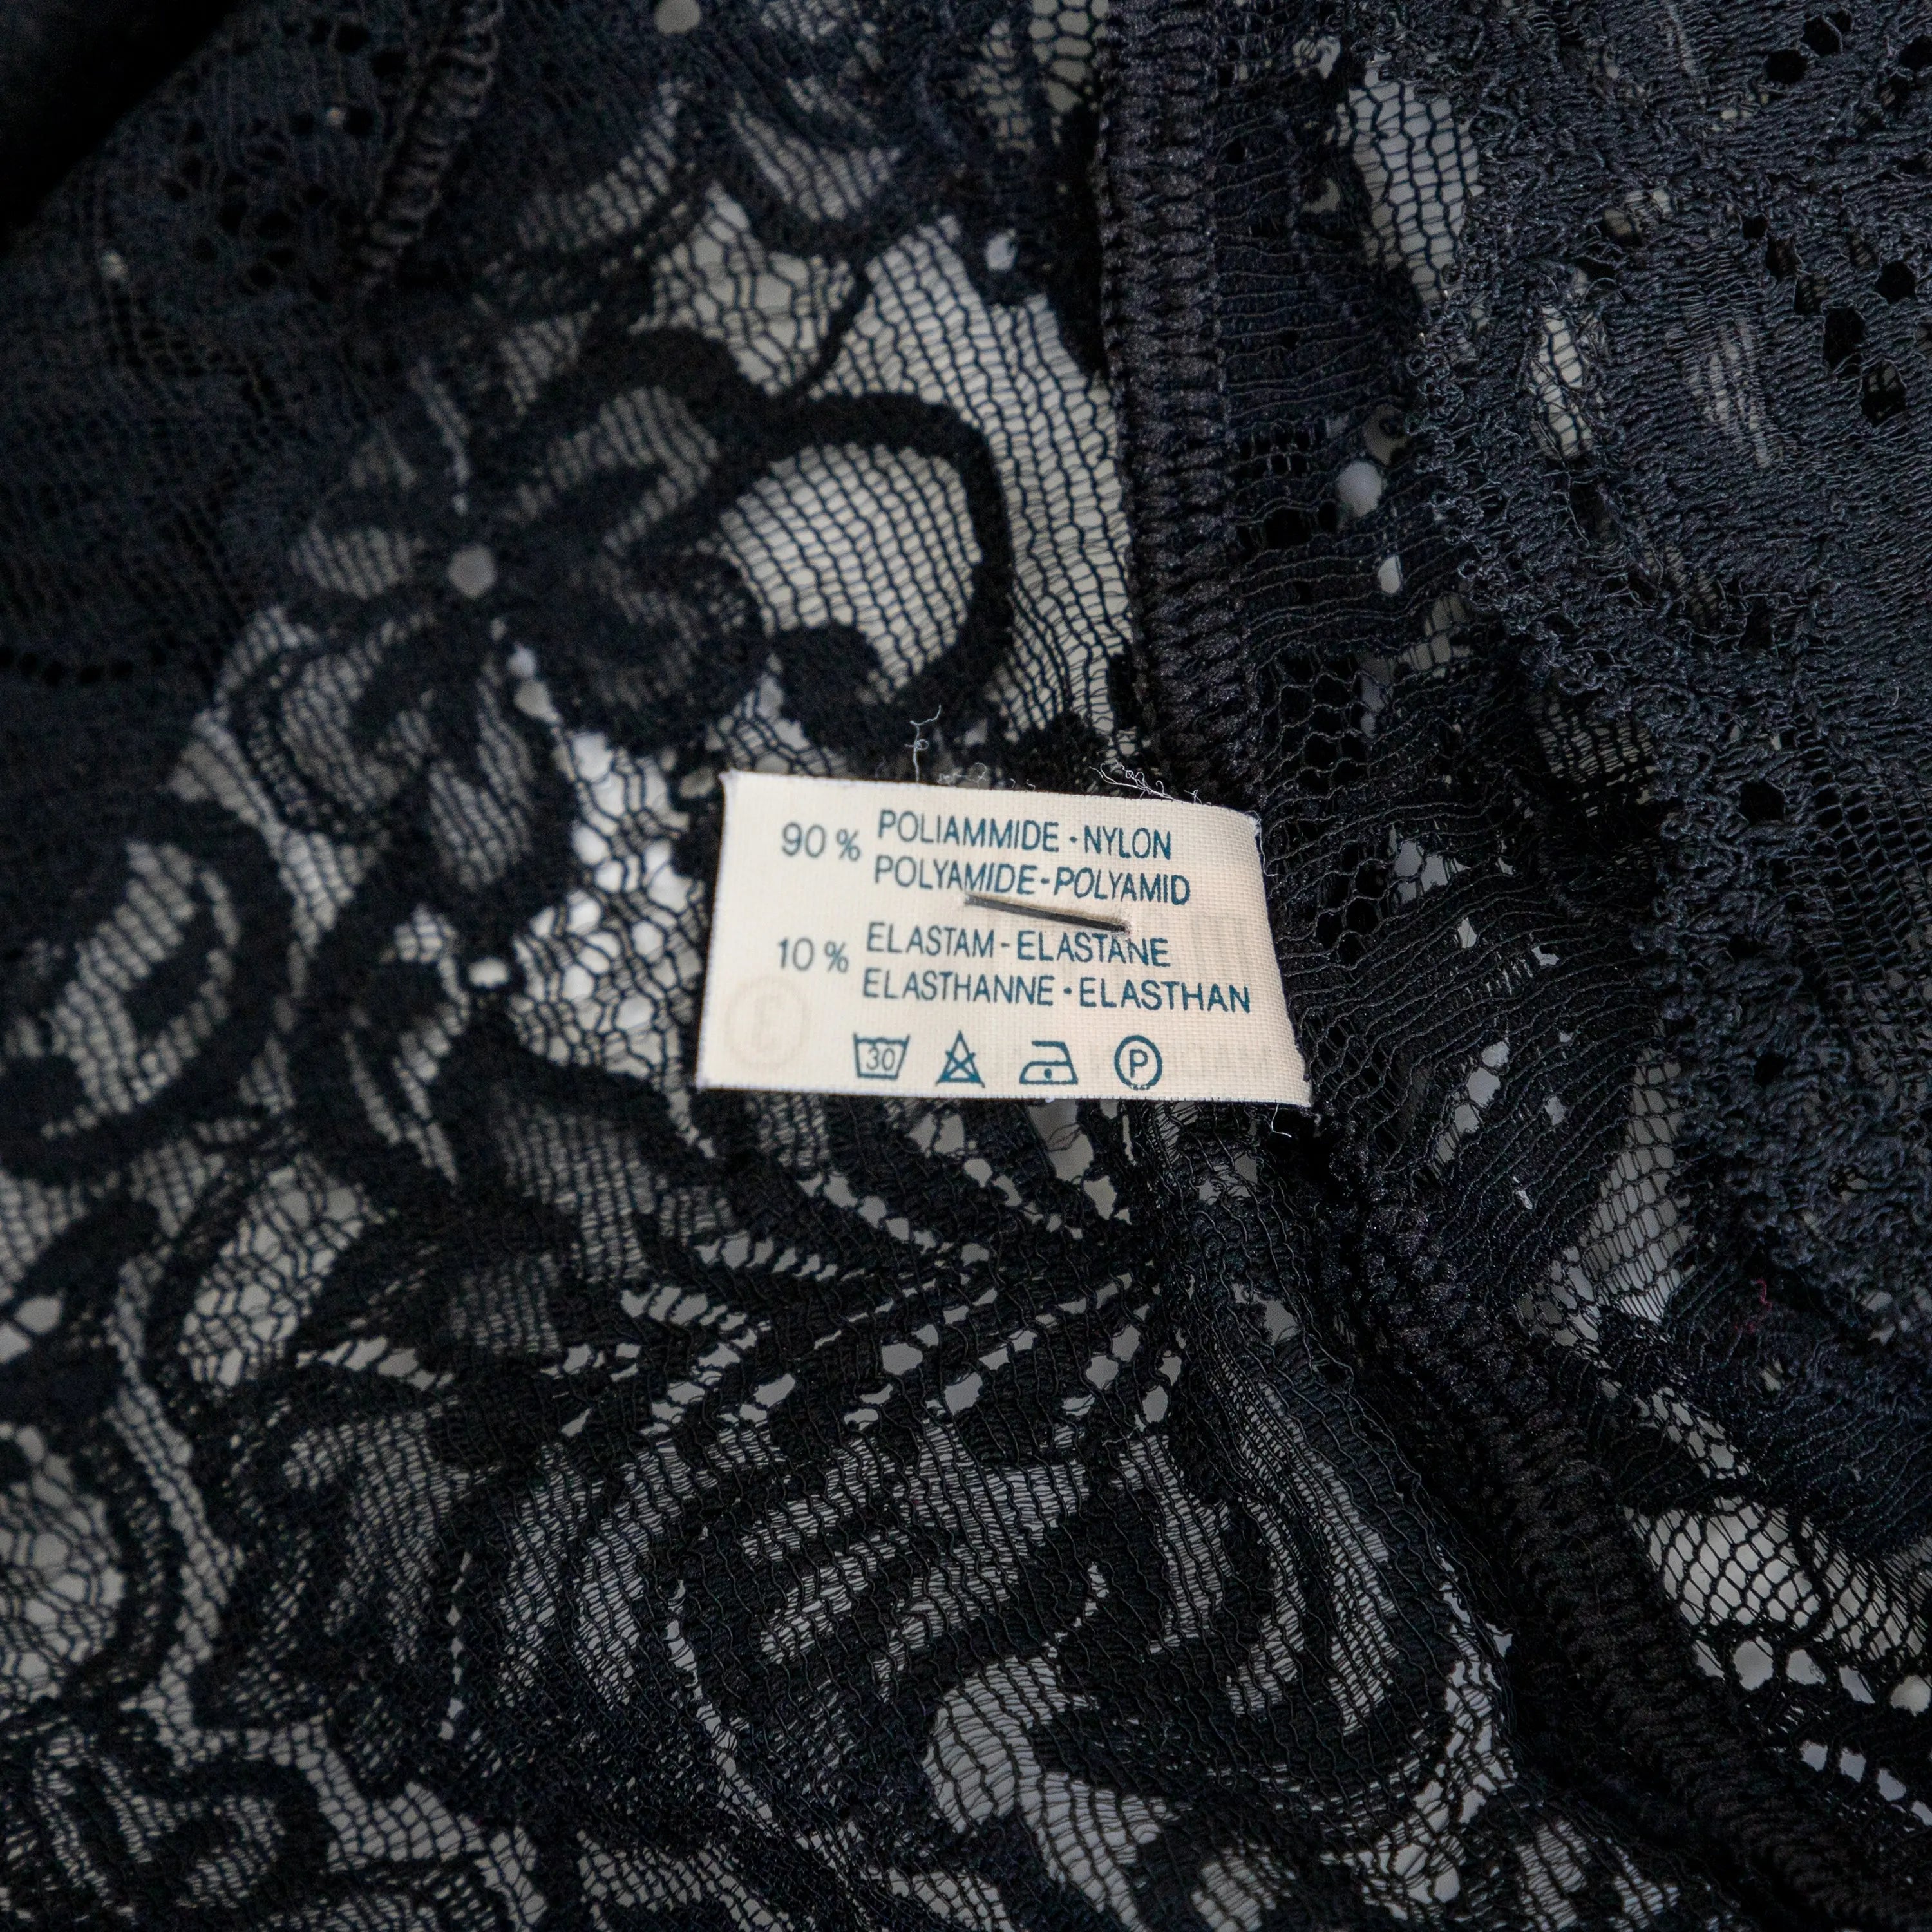 90 % POLIAMMIDE - NYLON
POLYAMIDE-POLYAMID
10 % ELASTAM - ELASTANE
ELASTHANNE - ELASTHAN
30 P